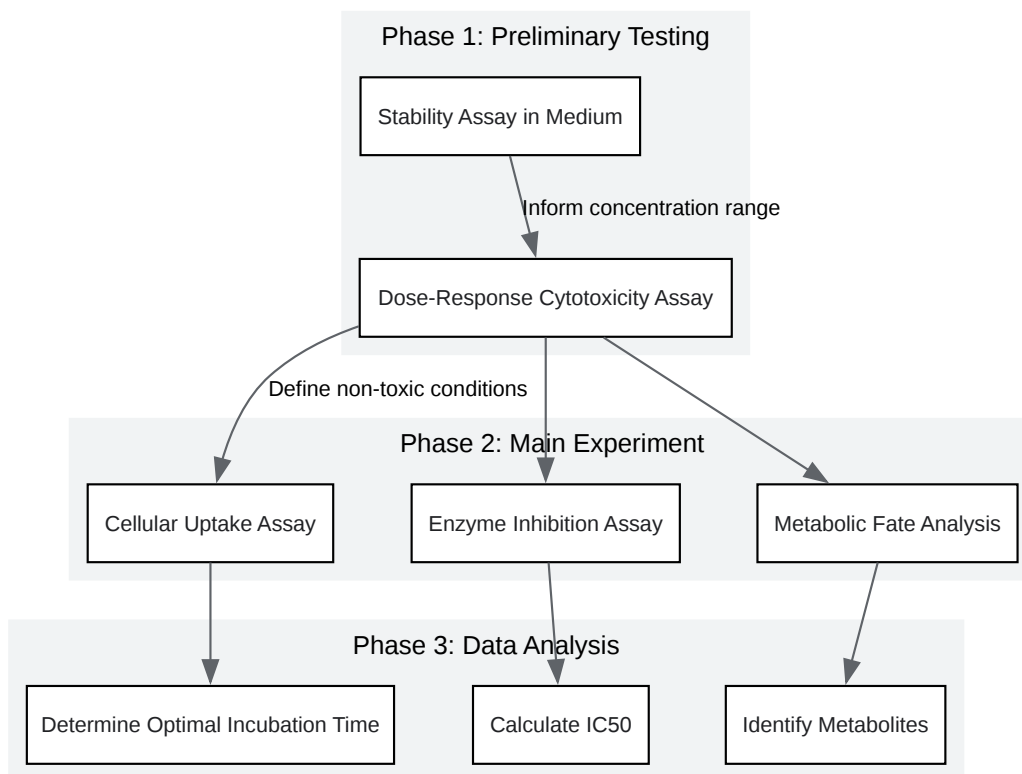 Phase 1: Preliminary Testing
Stability Assay in Medium
Inform concentration range
Dose-Response Cytotoxicity Assay
Define non-toxic conditions
Phase 2: Main Experiment
Cellular Uptake Assay
Enzyme Inhibition Assay
Metabolic Fate Analysis
Phase 3: Data Analysis
Determine Optimal Incubation Time
Calculate IC50
Identify Metabolites